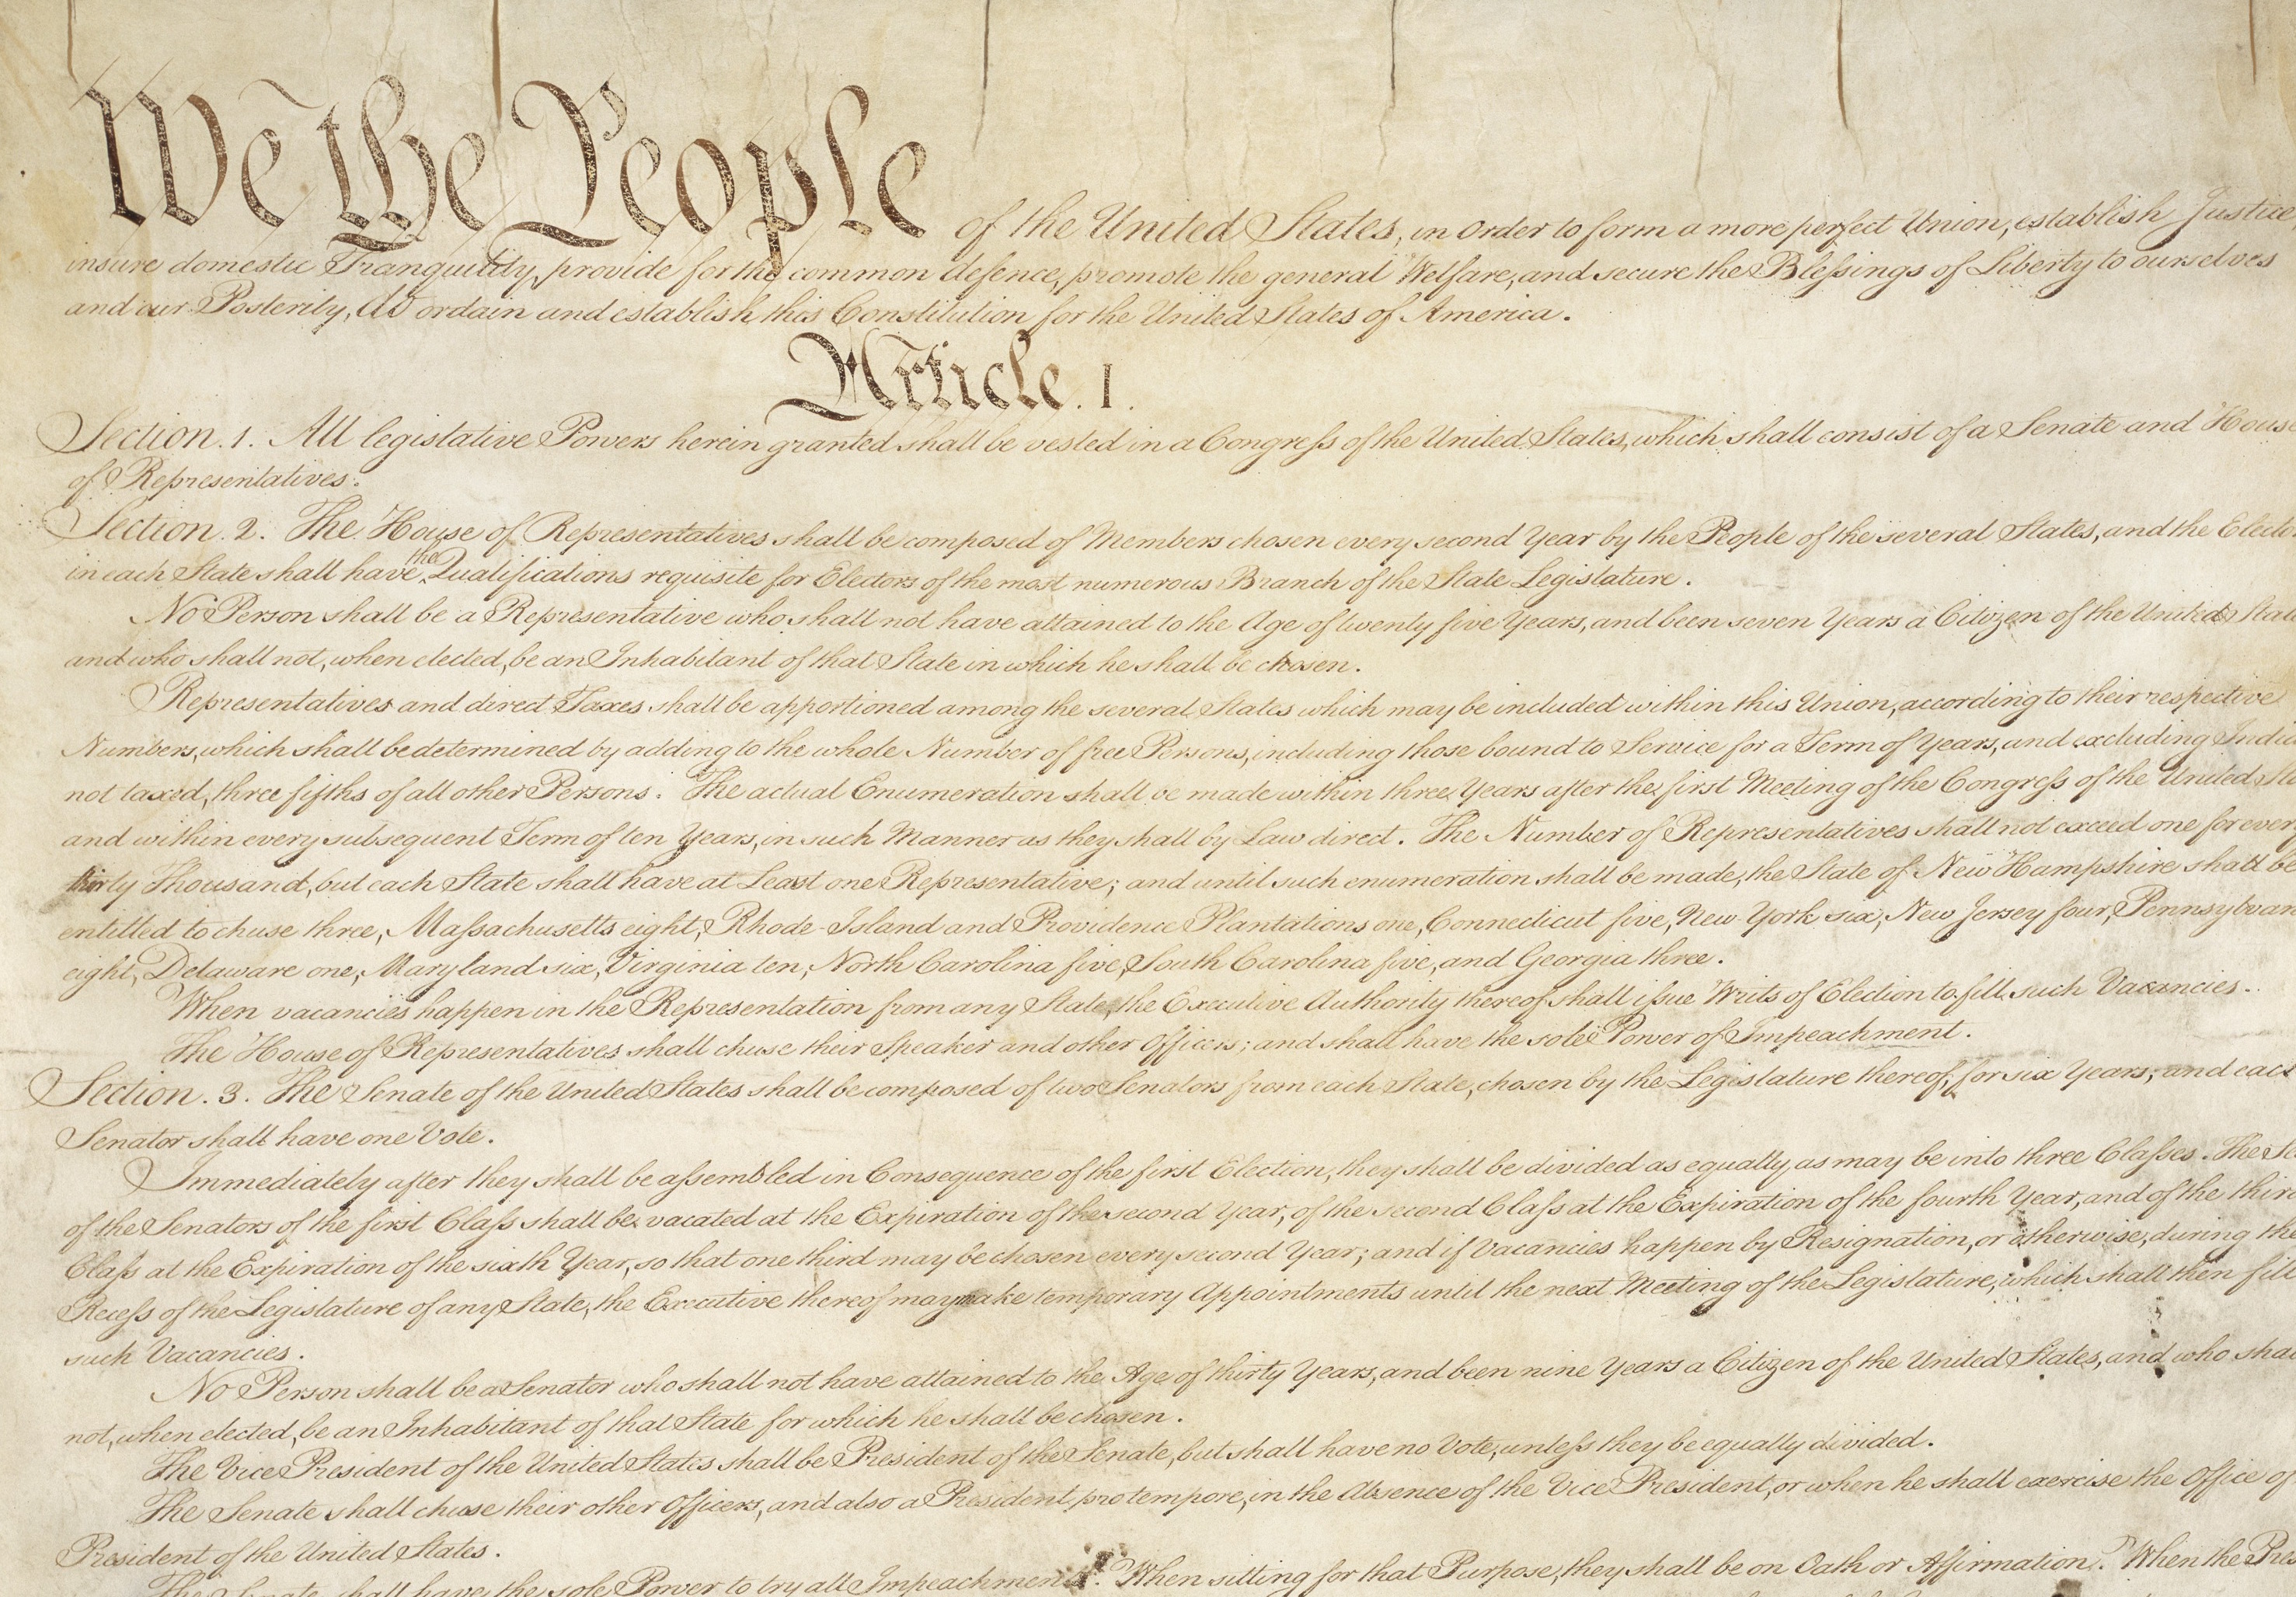 We the People of the United States, in Order to form a more perfect Union, establish Justice,
insure domestic Tranquility, provide for the common defence, promote the general Welfare, and secure the Blessings of Liberty to ourselves
and our Posterity, do ordain and establish this Constitution for the United States of America.
Article. I.
Section. 1. All legislative Powers herein granted shall be vested in a Congress of the United States, which shall consist of a Senate and House
of Representatives.
Section. 2. The House of Representatives shall be composed of Members chosen every second Year by the People of the several States, and the Elector
in each State shall have the Qualifications requisite for Electors of the most numerous Branch of the State Legislature.
No Person shall be a Representative who shall not have attained to the Age of twenty five Years, and been seven Years a Citizen of the United State
and who shall not, when elected, be an Inhabitant of that State in which he shall be chosen.
Representatives and direct Taxes shall be apportioned among the several States which may be included within this Union, according to their respective
Numbers, which shall be determined by adding to the whole Number of free Persons, including those bound to Service for a Term of Years, and excluding India
not taxed, three fifths of all other Persons. The actual Enumeration shall be made within three Years after the first Meeting of the Congress of the United Sta
and within every subsequent Term of ten Years, in such Manner as they shall by Law direct. The Number of Representatives shall not exceed one for every
thirty Thousand, but each State shall have at Least one Representative; and until such enumeration shall be made, the State of New Hampshire shall be
entitled to chuse three, Massachusetts eight, Rhode-Island and Providence Plantations one, Connecticut five, New-York six, New Jersey four, Pennsylvan
eight, Delaware one, Maryland six, Virginia ten, North Carolina five, South Carolina five, and Georgia three.
When vacancies happen in the Representation from any State, the Executive Authority thereof shall issue Writs of Election to fill such Vacancies.
The House of Representatives shall chuse their Speaker and other Officers; and shall have the sole Power of Impeachment.
Section. 3. The Senate of the United States shall be composed of two Senators from each State, chosen by the Legislature thereof, for six Years; and each
Senator shall have one Vote.
Immediately after they shall be assembled in Consequence of the first Election, they shall be divided as equally as may be into three Classes. The Se
of the Senators of the first Class shall be vacated at the Expiration of the second Year, of the second Class at the Expiration of the fourth Year, and of the third
Class at the Expiration of the sixth Year, so that one third may be chosen every second Year; and if Vacancies happen by Resignation, or otherwise, during the
Recess of the Legislature of any State, the Executive thereof may make temporary Appointments until the next Meeting of the Legislature, which shall then fill
such Vacancies.
No Person shall be a Senator who shall not have attained to the Age of thirty Years, and been nine Years a Citizen of the United States, and who shal
not, when elected, be an Inhabitant of that State for which he shall be chosen.
The Vice President of the United States shall be President of the Senate, but shall have no Vote, unless they be equally divided.
The Senate shall chuse their other Officers, and also a President pro tempore, in the Absence of the Vice President, or when he shall exercise the Office of
President of the United States.
The Senate shall have the sole Power to try all Impeachments. When sitting for that Purpose, they shall be on Oath or Affirmation. When the Pres